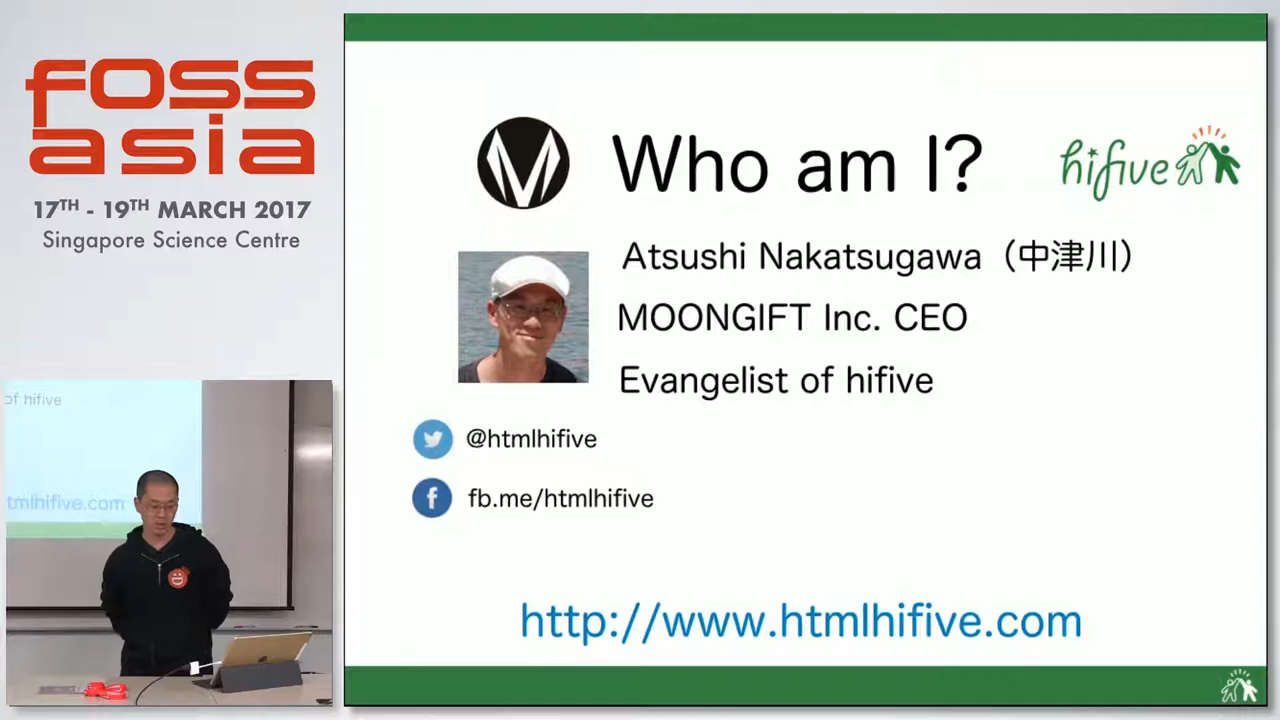 foss
asia
17TH - 19TH MARCH 2017
Singapore Science Centre
Who am I?
hifive
Atsushi Nakatsugawa（中津川）
MOONGIFT Inc. CEO
Evangelist of hifive
@htmlhifive
fb.me/htmlhifive
http://www.htmlhifive.com
of hifive
tmlhifive.com